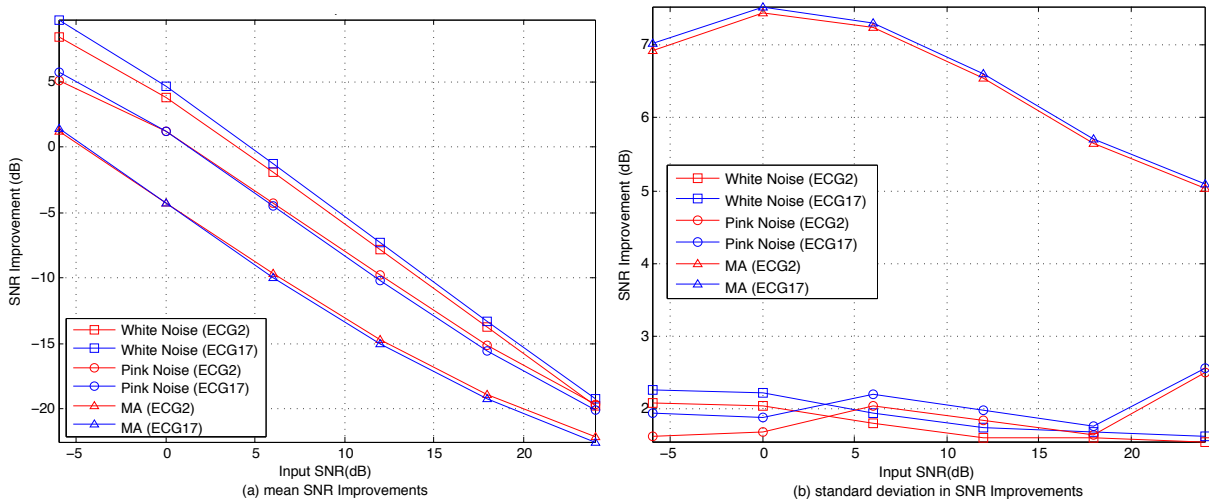 5
0
−5
−10
−15
−20
SNR Improvement (dB)
White Noise (ECG2)
White Noise (ECG17)
Pink Noise (ECG2)
Pink Noise (ECG17)
MA (ECG2)
MA (ECG17)
−5 0 5 10 15 20
Input SNR(dB)
(a) mean SNR Improvements
7
6
5
4
3
2
SNR Improvement (dB)
White Noise (ECG2)
White Noise (ECG17)
Pink Noise (ECG2)
Pink Noise (ECG17)
MA (ECG2)
MA (ECG17)
−5 0 5 10 15 20
Input SNR(dB)
(b) standard deviation in SNR Improvements